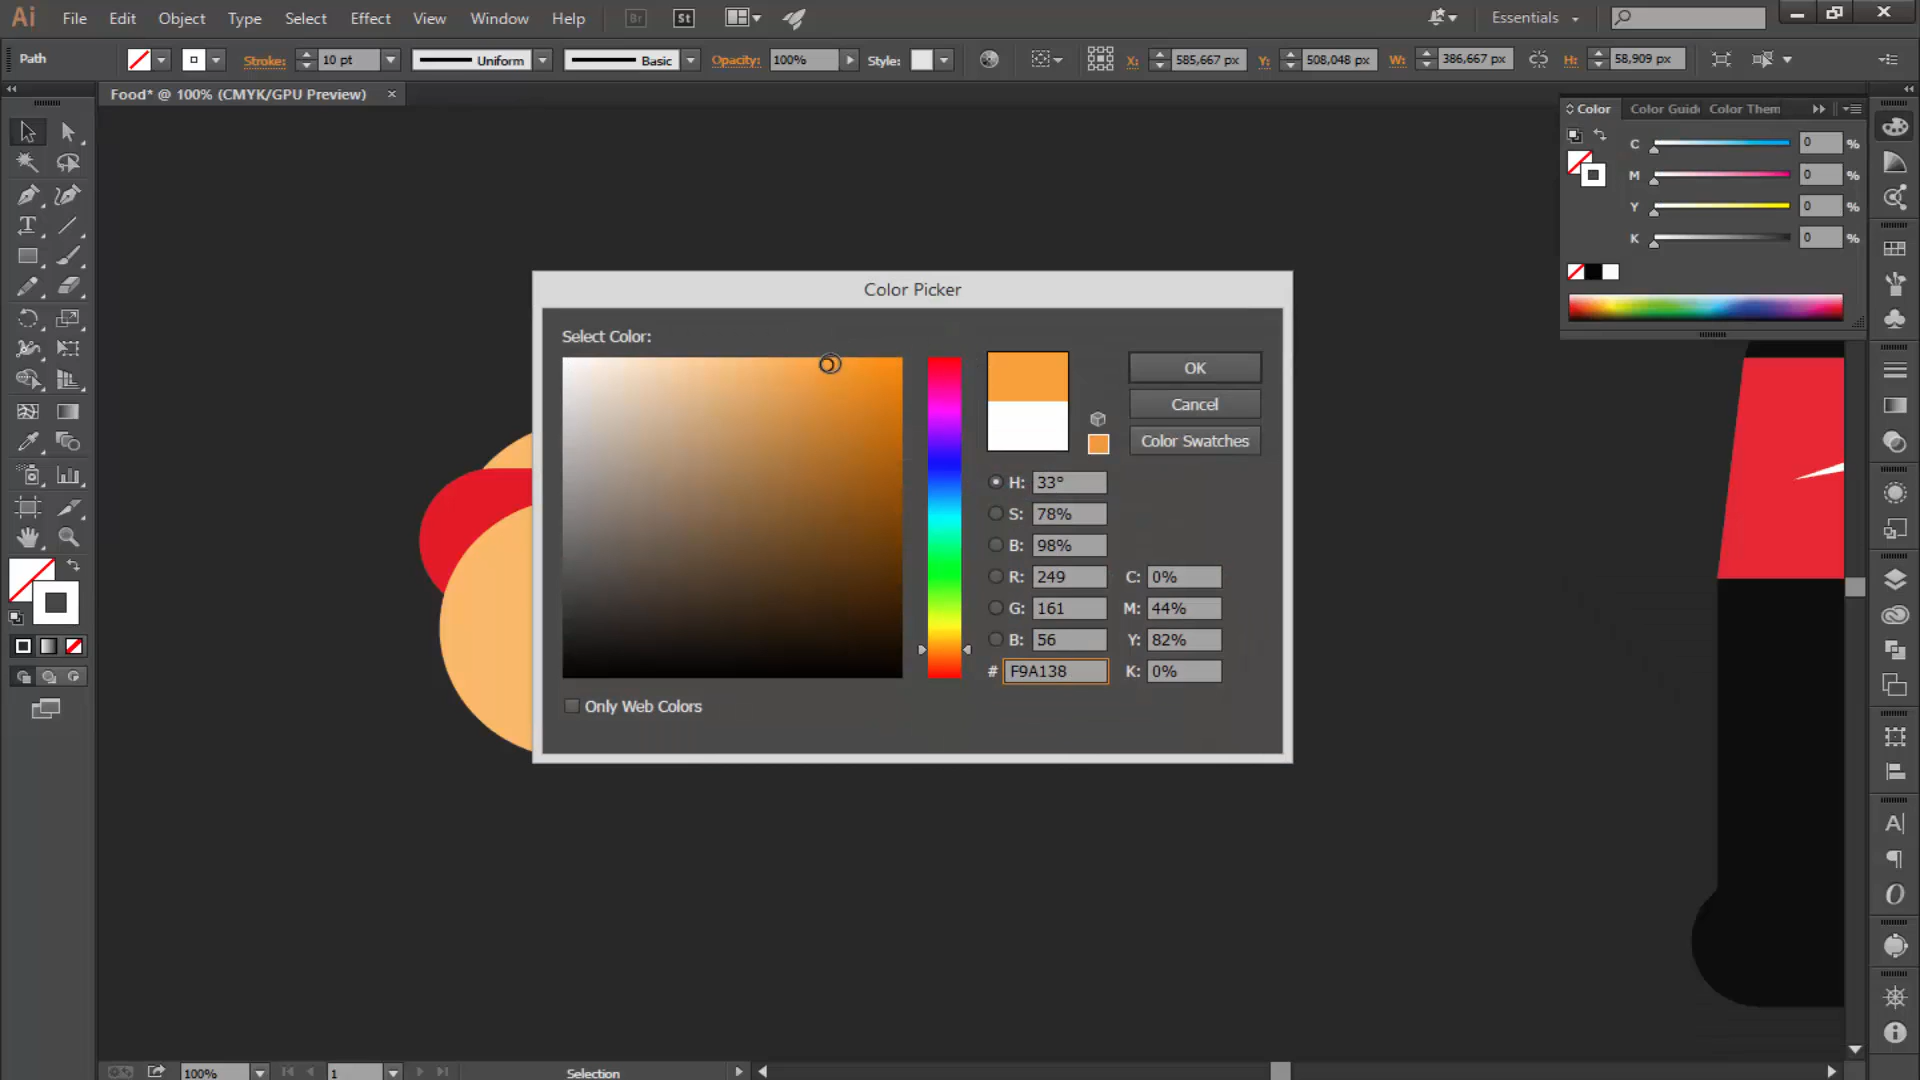 Ai File Edit Object Type Select Effect View Window Help Br St Essentials
Path Stroke: 10 pt Uniform Basic Opacity: 100% Style: X: 585,667 px Y: 508,048 px W: 386,667 px H: 58,909 px
Food* @ 100% (CMYK/GPU Preview) ×
Color Color Guid Color Them
C 0 %
M 0 %
Y 0 %
K 0 %
Color Picker
Select Color:
OK
Cancel
Color Swatches
H: 33°
S: 78%
B: 98%
R: 249 C: 0%
G: 161 M: 44%
B: 56 Y: 82%
# F9A138 K: 0%
Only Web Colors
100% 1 Selection